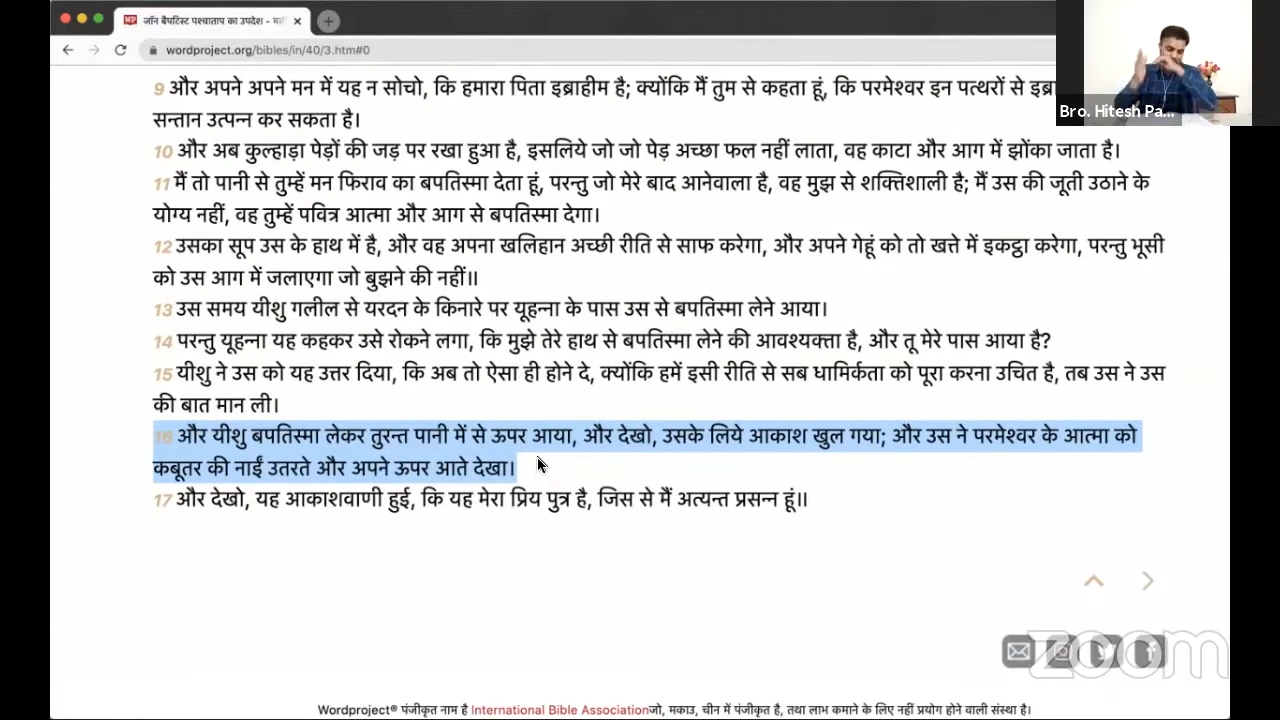 जॉन बैपटिस्ट पश्चाताप का उपदेश -
wordproject.org/bibles/in/40/3.htm#0
Bro. Hitesh Pa...
9 और अपने अपने मन में यह न सोचो, कि हमारा पिता इब्राहीम है; क्योंकि मैं तुम से कहता हूं, कि परमेश्वर इन पत्थरों से
सन्तान उत्पन्न कर सकता है।
10 और अब कुल्हाड़ा पेड़ों की जड़ पर रखा हुआ है, इसलिये जो जो पेड़ अच्छा फल नहीं लाता, वह काटा और आग में झोंका जाता है।
11 मैं तो पानी से तुम्हें मन फिराव का बपतिस्मा देता हूं, परन्तु जो मेरे बाद आनेवाला है, वह मुझ से शक्तिशाली है; मैं उस की जूती उठाने के
योग्य नहीं, वह तुम्हें पवित्र आत्मा और आग से बपतिस्मा देगा।
12 उसका सूप उस के हाथ में है, और वह अपना खलिहान अच्छी रीति से साफ करेगा, और अपने गेहूं को तो खत्ते में इकट्ठा करेगा, परन्तु भूसी
को उस आग में जलाएगा जो बुझने की नहीं॥
13 उस समय यीशु गलील से यरदन के किनारे पर यूहन्ना के पास उस से बपतिस्मा लेने आया।
14 परन्तु यूहन्ना यह कहकर उसे रोकने लगा, कि मुझे तेरे हाथ से बपतिस्मा लेने की आवश्यक्ता है, और तू मेरे पास आया है?
15 यीशु ने उस को यह उत्तर दिया, कि अब तो ऐसा ही होने दे, क्योंकि हमें इसी रीति से सब धामिर्कता को पूरा करना उचित है, तब उस ने उस
की बात मान ली।
16 और यीशु बपतिस्मा लेकर तुरन्त पानी में से ऊपर आया, और देखो, उसके लिये आकाश खुल गया; और उस ने परमेश्वर के आत्मा को
कबूतर की नाईं उतरते और अपने ऊपर आते देखा।
17 और देखो, यह आकाशवाणी हुई, कि यह मेरा प्रिय पुत्र है, जिस से मैं अत्यन्त प्रसन्न हूं॥
zoom
Wordproject® पंजीकृत नाम है International Bible Associationजो, मकाउ, चीन में पंजीकृत है, तथा लाभ कमाने के लिए नहीं प्रयोग होने वाली संस्था है।